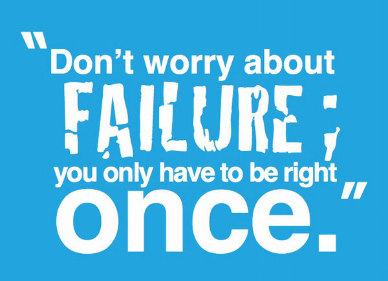 “Don’t worry about
FAILURE;
you only have to be right
once.”